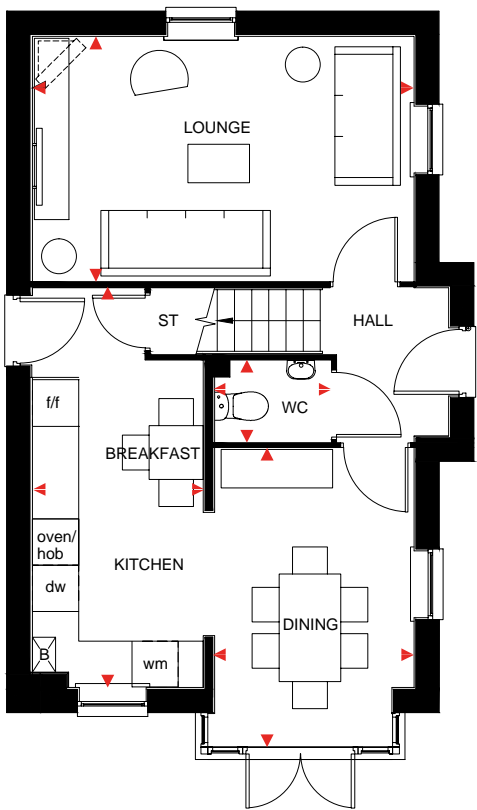 LOUNGE
ST
HALL
f/f
WC
BREAKFAST
oven/
hob
KITCHEN
dw
DINING
B
wm